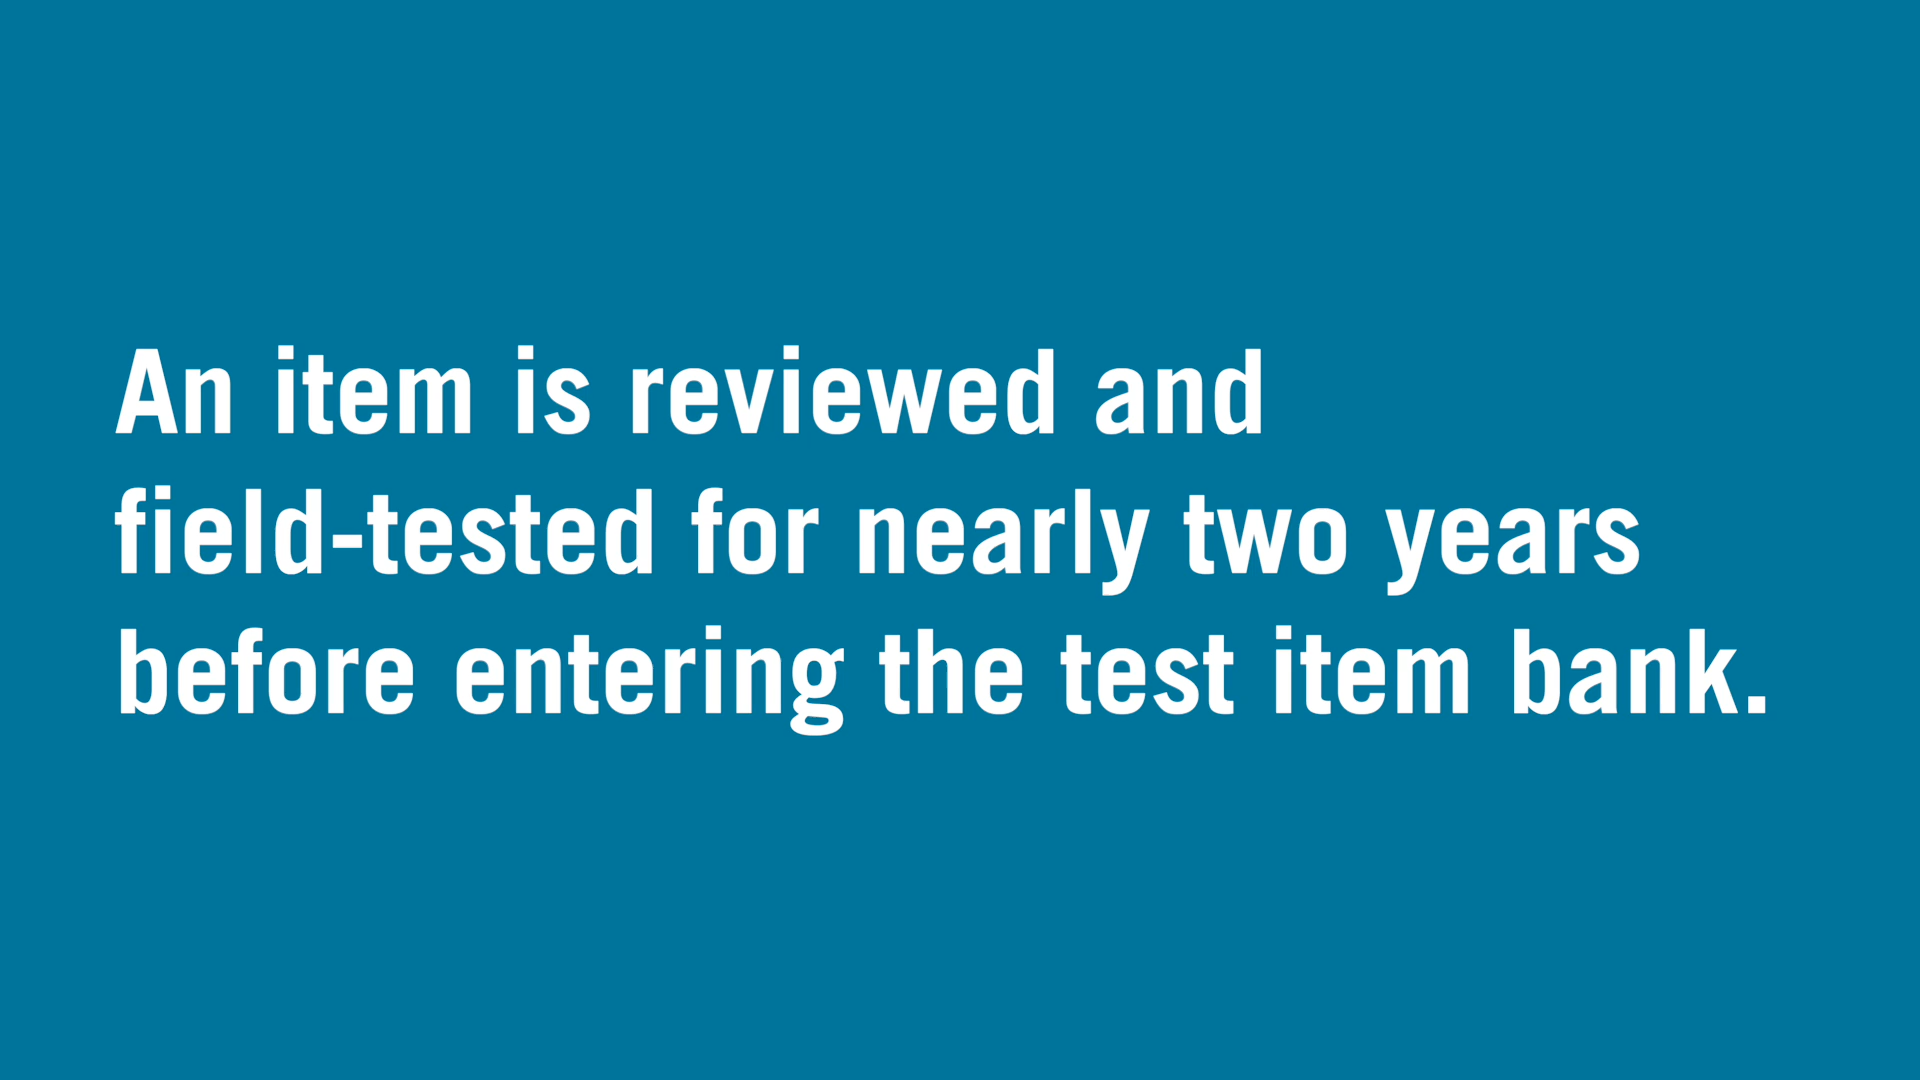 An item is reviewed and
field-tested for nearly two years
before entering the test item bank.